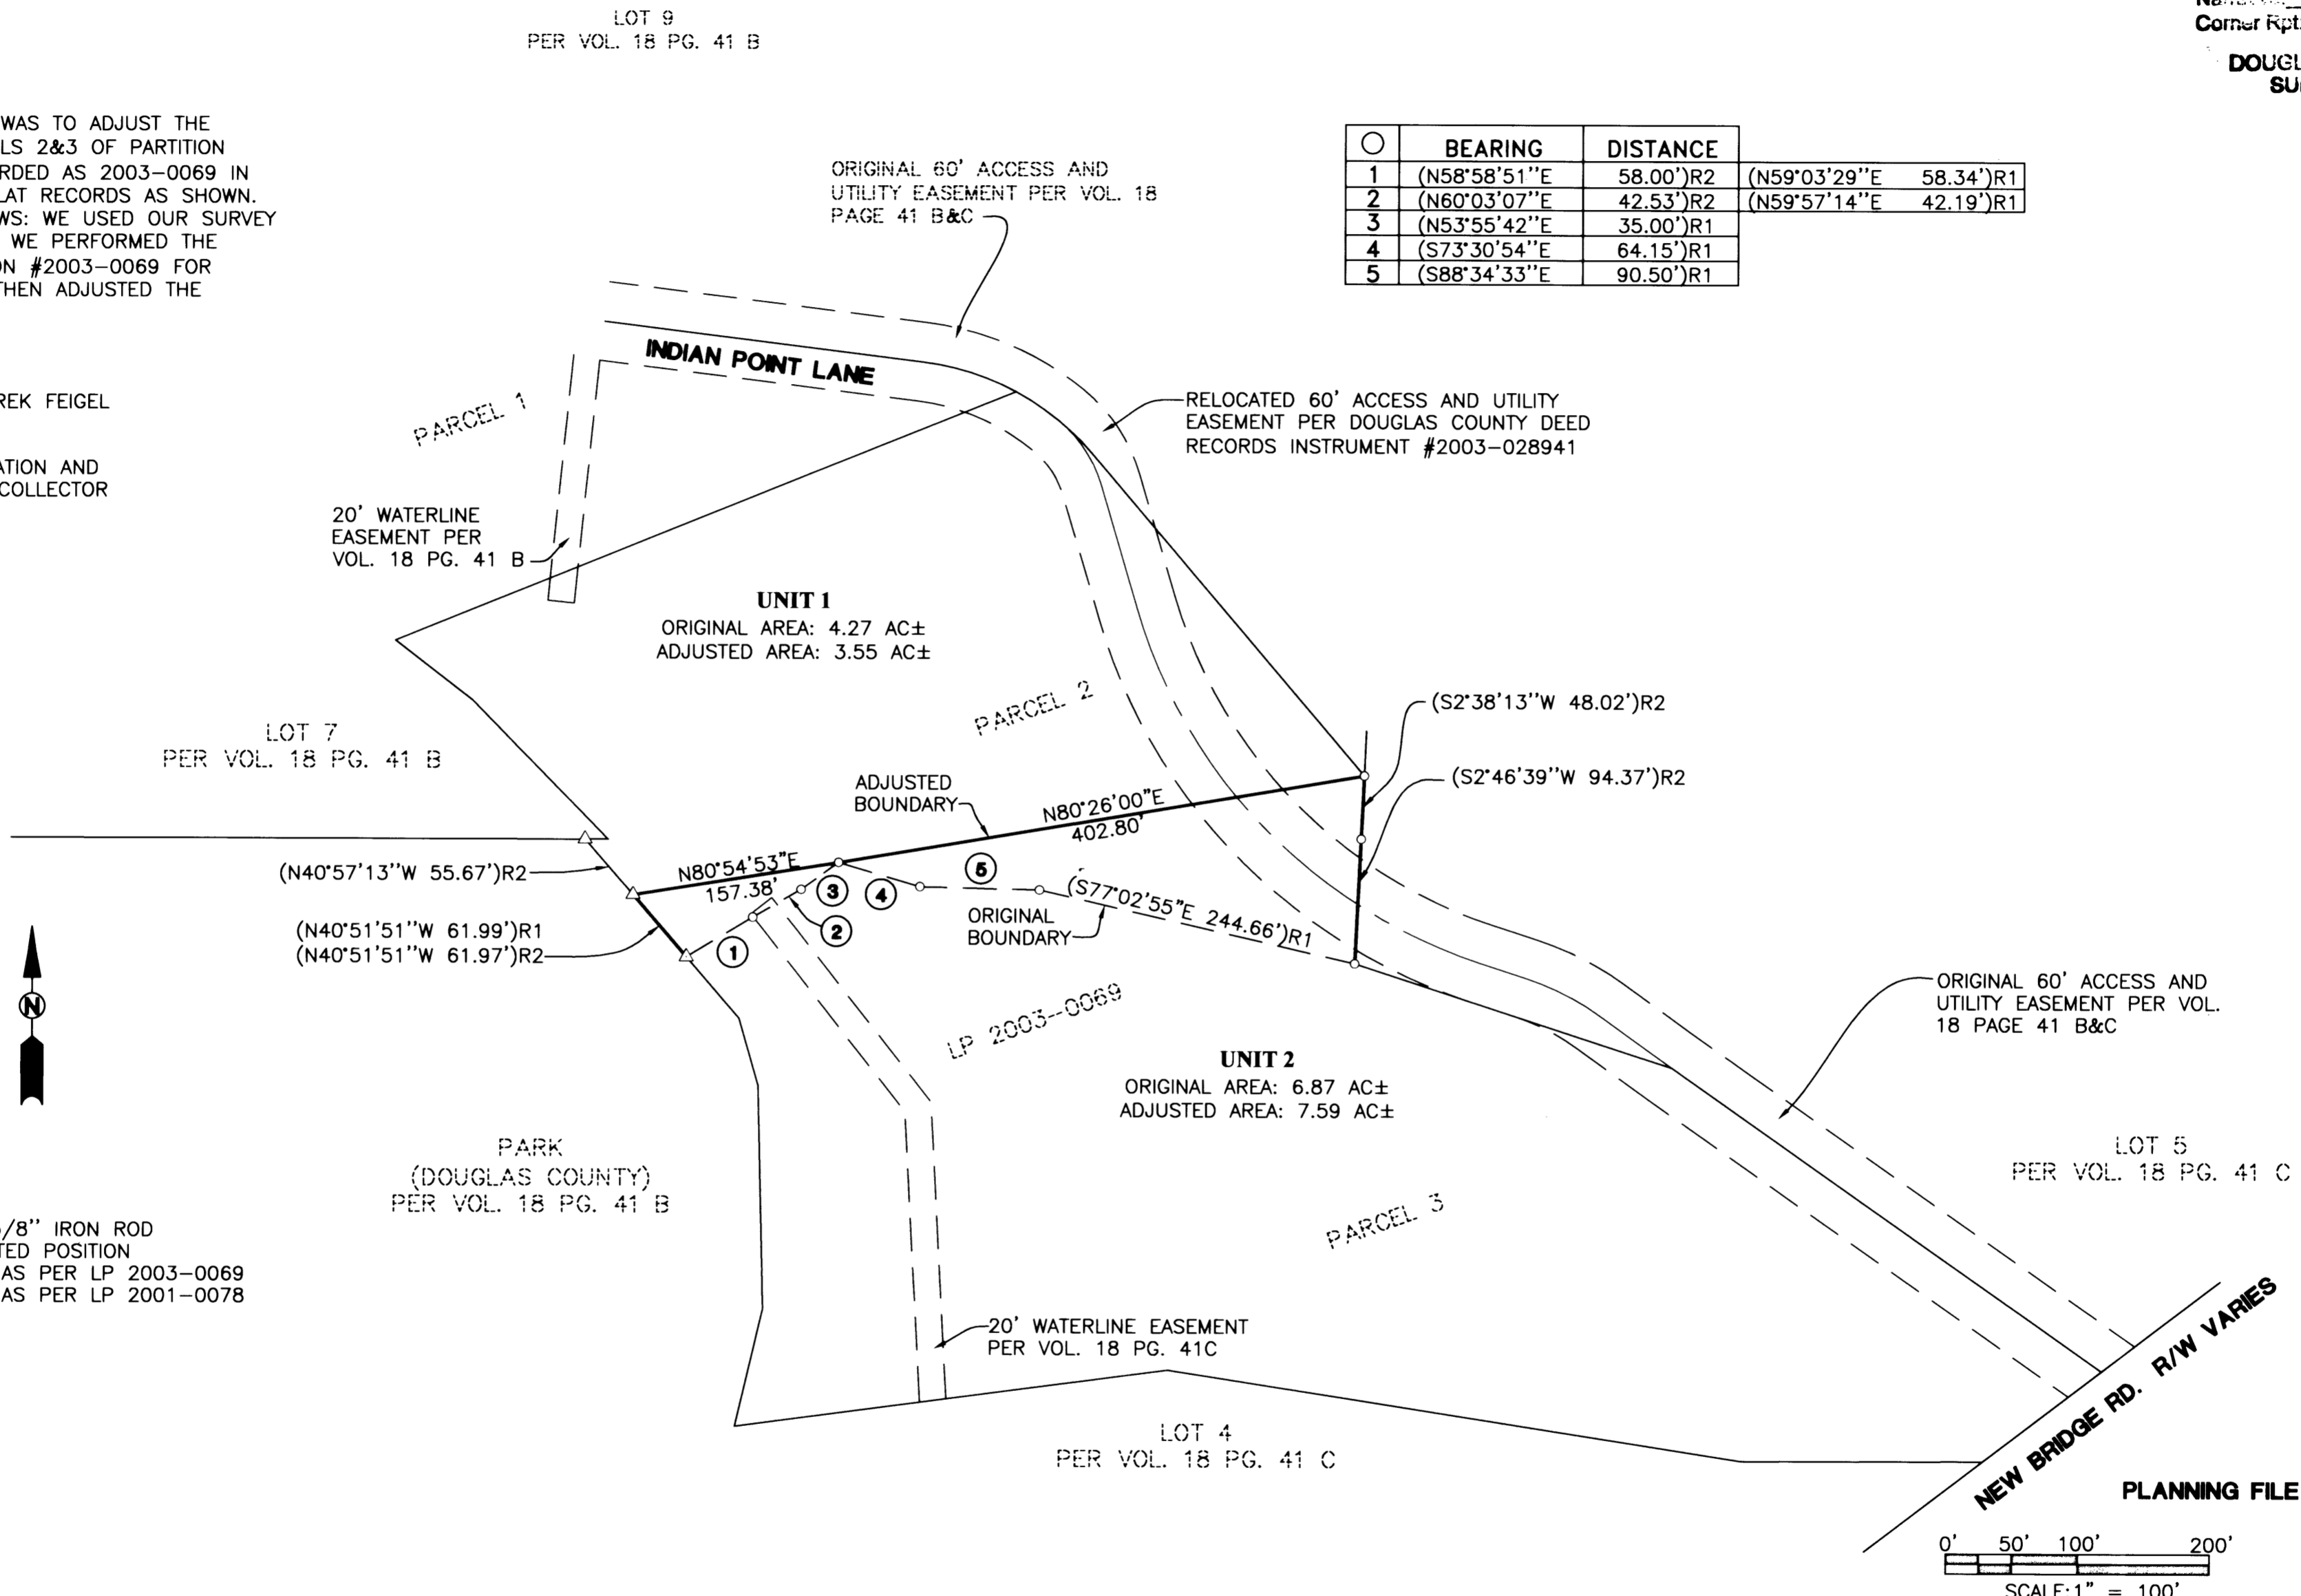 LOT 9
PER VOL. 18 PG. 41 B
Corner Rpt
WAS TO ADJUST THE
LS 2&3 OF PARTITION
RDED AS 2003-0069 IN
LAT RECORDS AS SHOWN.
WS: WE USED OUR SURVEY
WE PERFORMED THE
ON #2003-0069 FOR
THEN ADJUSTED THE
REK FEIGEL
ATION AND
COLLECTOR
ORIGINAL 60' ACCESS AND
UTILITY EASEMENT PER VOL. 18
PAGE 41 B&C
BEARING DISTANCE
1 (N58°58'51"E 58.00')R2 (N59°03'29"E 58.34')R1
2 (N60°03'07"E 42.53')R2 (N59°57'14"E 42.19')R1
3 (N53°55'42"E 35.00')R1
4 (S73°30'54"E 64.15')R1
5 (S88°34'33"E 90.50')R1
INDIAN POINT LANE
PARCEL 1
RELOCATED 60' ACCESS AND UTILITY
EASEMENT PER DOUGLAS COUNTY DEED
RECORDS INSTRUMENT #2003-028941
20' WATERLINE
EASEMENT PER
VOL. 18 PG. 41 B
UNIT 1
ORIGINAL AREA: 4.27 AC±
ADJUSTED AREA: 3.55 AC±
PARCEL 2
LOT 7
PER VOL. 18 PG. 41 B
(S2°38'13"W 48.02')R2
(S2°46'39"W 94.37')R2
ADJUSTED
BOUNDARY
N80°26'00"E
402.80'
N80°54'53"E
157.38'
(N40°57'13"W 55.67')R2
(N40°51'51"W 61.99')R1
(N40°51'51"W 61.97')R2
1
2
3
4
5
ORIGINAL
BOUNDARY
(S77°02'55"E 244.66')R1
N
LP 2003-0069
UNIT 2
ORIGINAL AREA: 6.87 AC±
ADJUSTED AREA: 7.59 AC±
ORIGINAL 60' ACCESS AND
UTILITY EASEMENT PER VOL.
18 PAGE 41 B&C
PARK
(DOUGLAS COUNTY)
PER VOL. 18 PG. 41 B
LOT 5
PER VOL. 18 PG. 41 C
PARCEL 3
/8" IRON ROD
TED POSITION
AS PER LP 2003-0069
AS PER LP 2001-0078
20' WATERLINE EASEMENT
PER VOL. 18 PG. 41C
LOT 4
PER VOL. 18 PG. 41 C
NEW BRIDGE RD. R/W VARIES
PLANNING FILE
0' 50' 100' 200'
SCALE: 1" = 100'